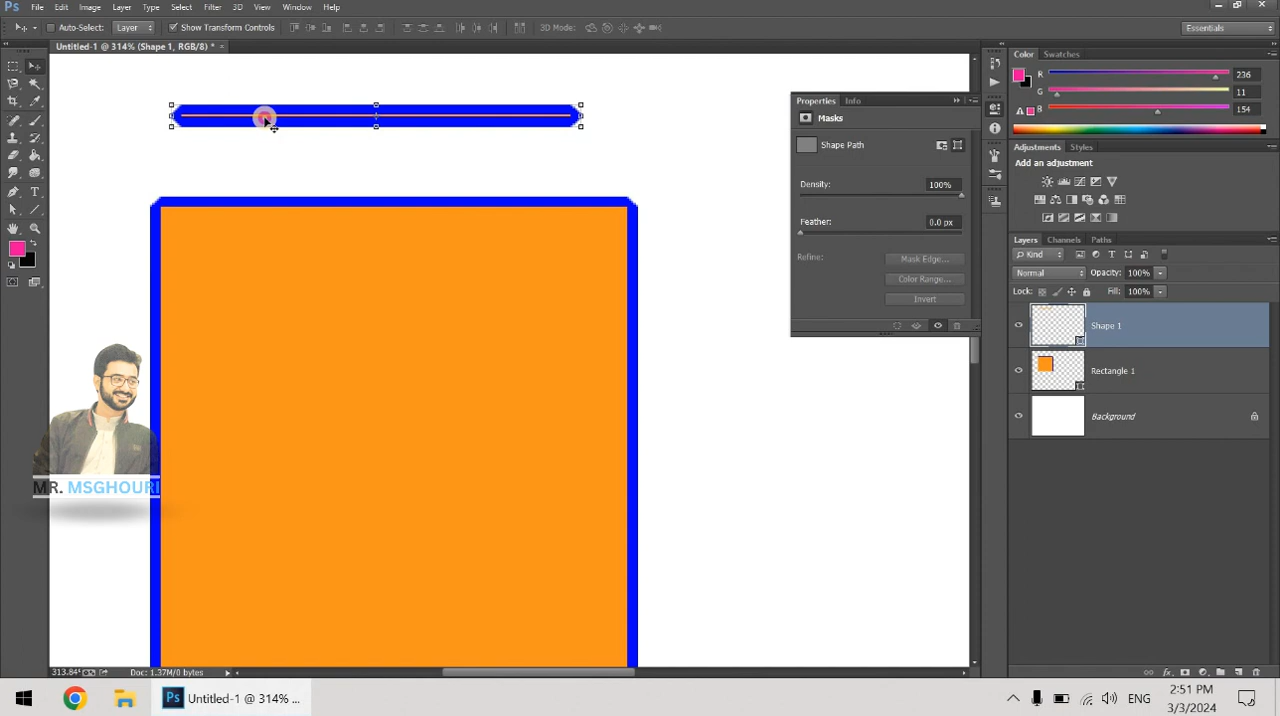 Ps File Edit Image Layer Type Select Filter 3D View Window Help
Auto-Select: Layer Show Transform Controls 3D Mode: Essentials
Untitled-1 @ 314% (Shape 1, RGB/8) * ×
Color Swatches
R 236
G 11
B 154
Properties Info
Masks
Shape Path
Density: 100%
Feather: 0.0 px
Refine: Mask Edge...
Color Range...
Invert
Adjustments Styles
Add an adjustment
Layers Channels Paths
Kind
Normal Opacity: 100%
Lock: Fill: 100%
Shape 1
Rectangle 1
Background
MR. MSGHOURI
313.84% Doc: 1.37M/0 bytes
Ps Untitled-1 @ 314% ...
ENG
2:51 PM
3/3/2024